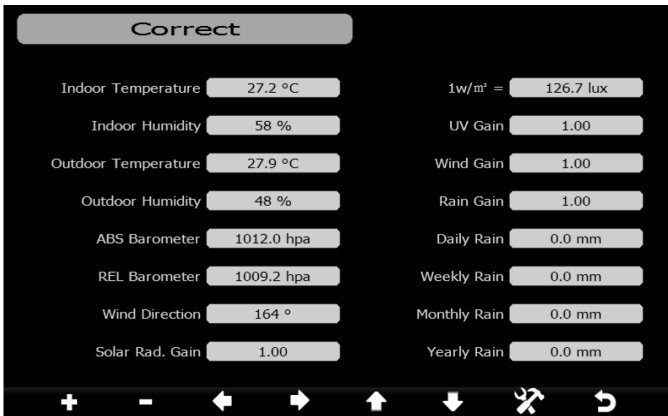 Correct
Indoor Temperature 27.2 °C 1w/m² = 126.7 lux
Indoor Humidity 58 % UV Gain 1.00
Outdoor Temperature 27.9 °C Wind Gain 1.00
Outdoor Humidity 48 % Rain Gain 1.00
ABS Barometer 1012.0 hpa Daily Rain 0.0 mm
REL Barometer 1009.2 hpa Weekly Rain 0.0 mm
Wind Direction 164 ° Monthly Rain 0.0 mm
Solar Rad. Gain 1.00 Yearly Rain 0.0 mm